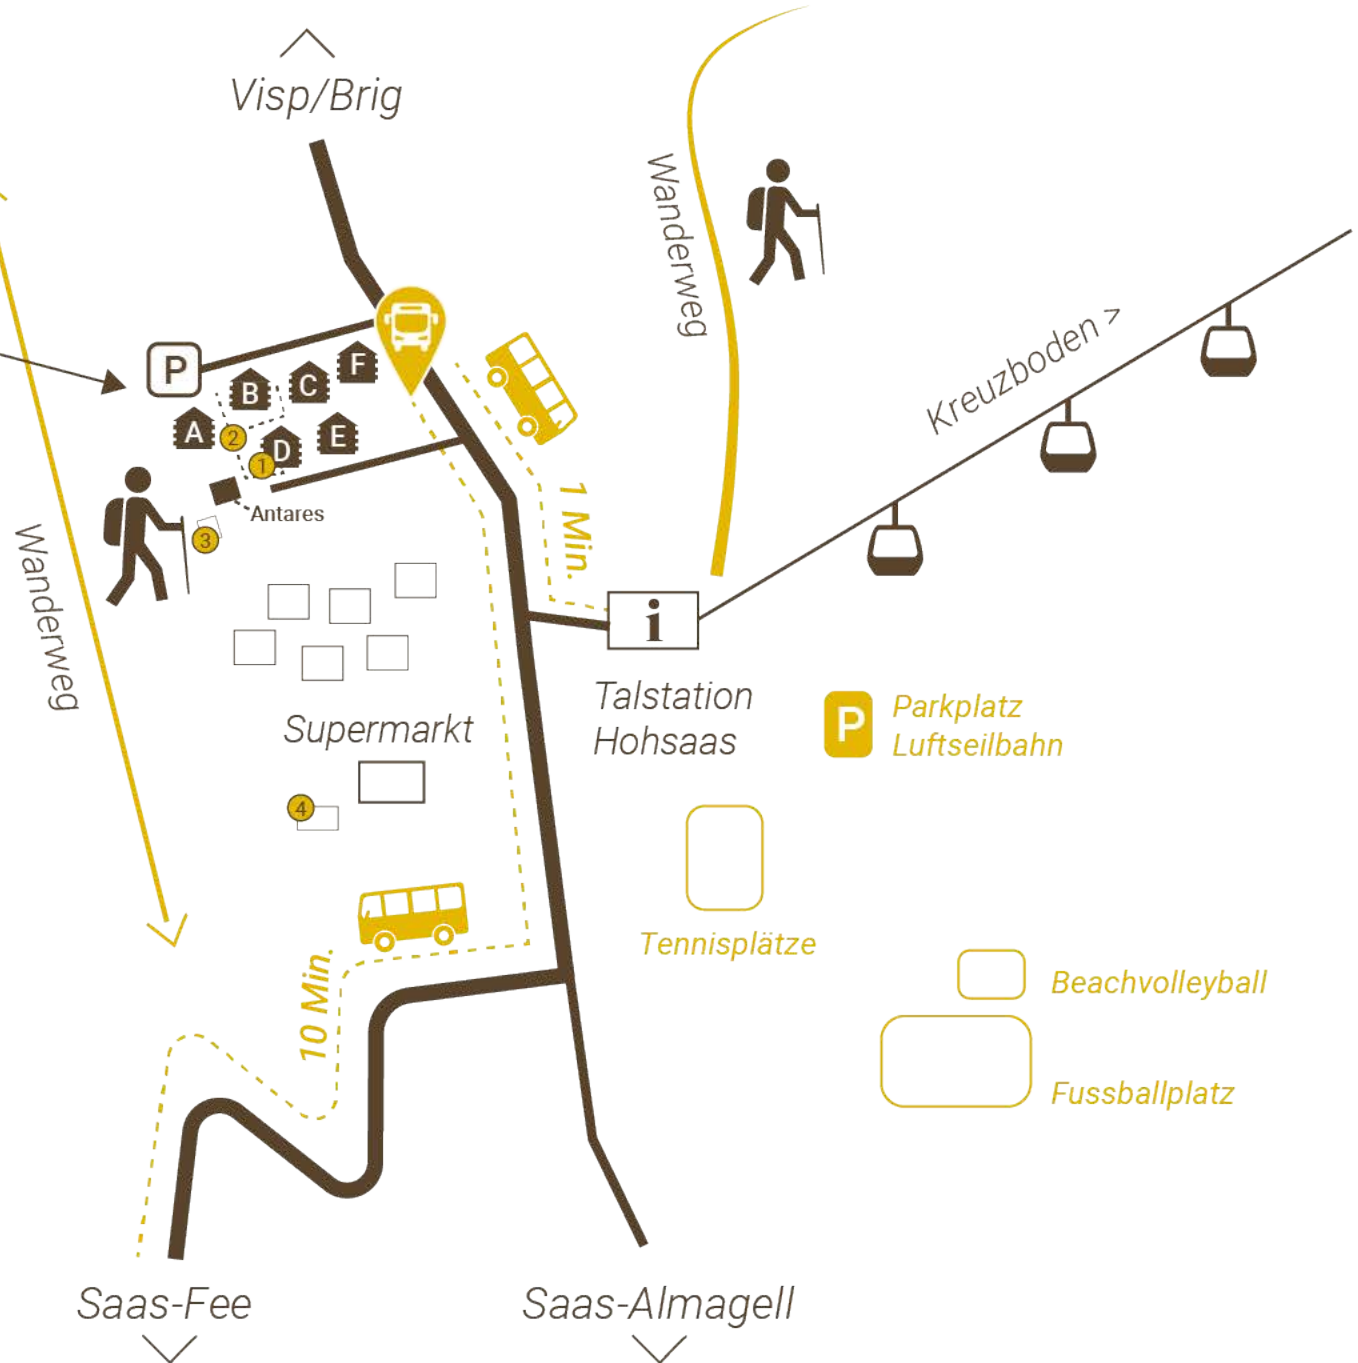 Visp/Brig
Wanderweg
Kreuzboden >
P
F
C
B
A
E
D
2
1
Antares
3
1 Min.
Wanderweg
i
Talstation
Hohsaas
P
Parkplatz
Luftseilbahn
Supermarkt
4
Tennisplätze
10 Min.
Beachvolleyball
Fussballplatz
Saas-Fee
Saas-Almagell